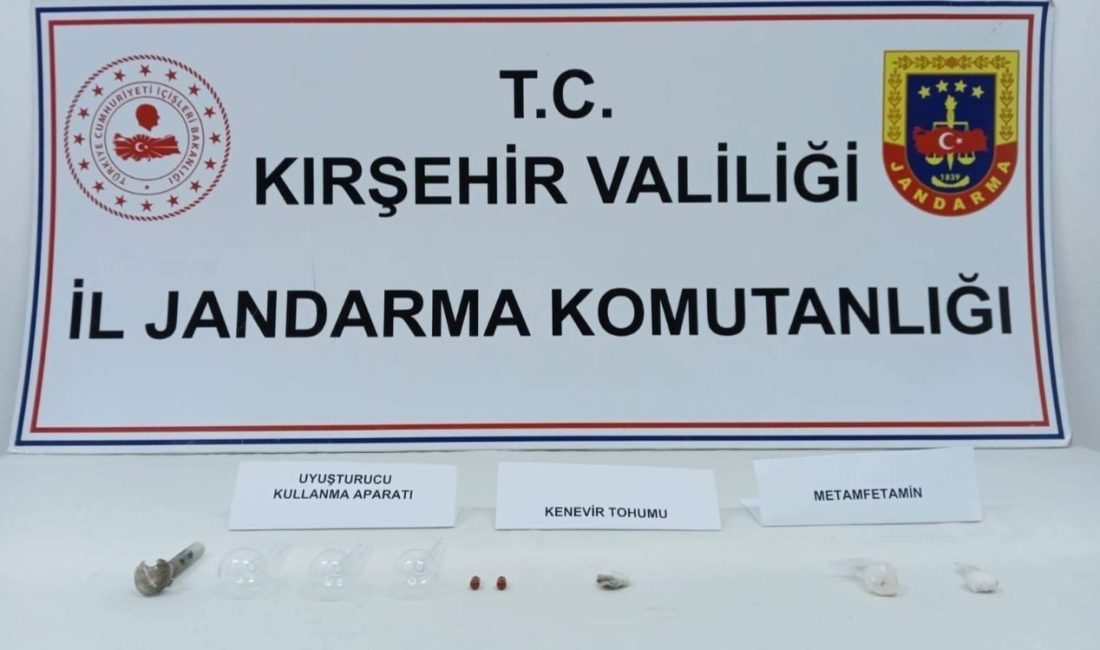 TÜRKİYE CUMHURİYETİ İÇİŞLERİ BAKANLIĞI
T.C.
KIRŞEHİR VALİLİĞİ
1839
JANDARMA
İL JANDARMA KOMUTANLIĞI
UYUŞTURUCU
KULLANMA APARATI
KENEVİR TOHUMU
METAMFETAMİN